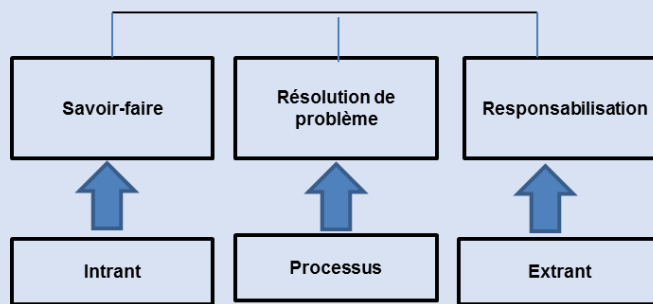 Savoir-faire
Résolution de
problème
Responsabilisation
Intrant
Processus
Extrant